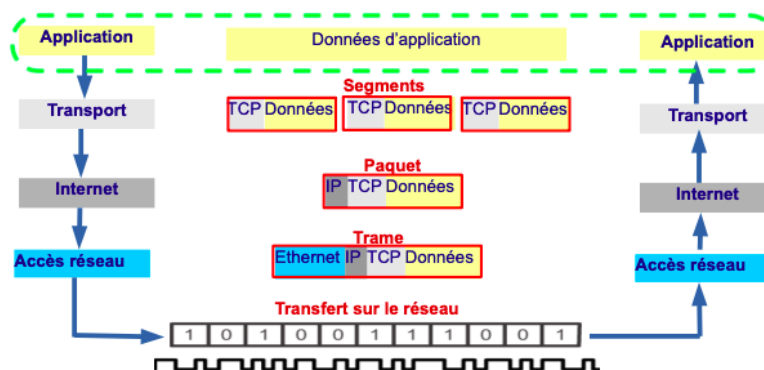 Application
Données d'application
Application
Segments
Transport
TCP Données
TCP Données
TCP Données
Transport
Paquet
Internet
IP TCP Données
Internet
Trame
Accès réseau
Ethernet IP TCP Données
Accès réseau
Transfert sur le réseau
1 0 1 0 0 1 1 1 0 0 1